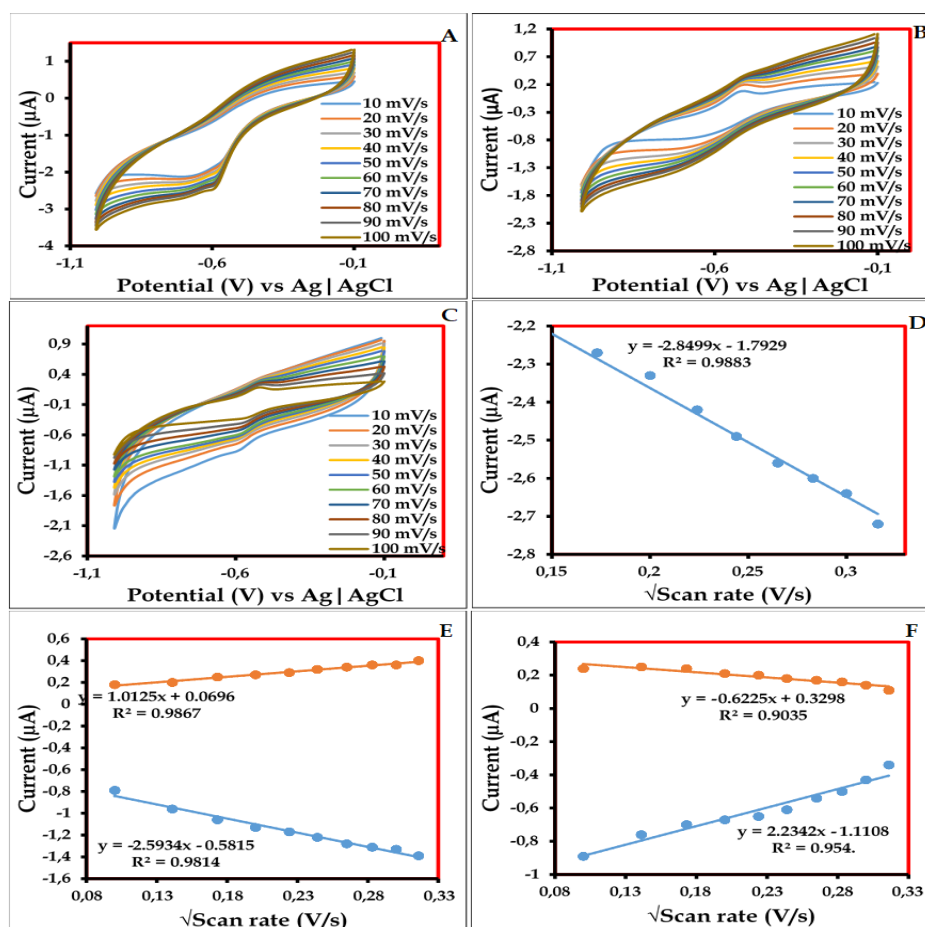 A
1
0
-1
-2
-3
-4
Current (µA)
10 mV/s
20 mV/s
30 mV/s
40 mV/s
50 mV/s
60 mV/s
70 mV/s
80 mV/s
90 mV/s
100 mV/s
-1,1
-0,6
-0,1
Potential (V) vs Ag|AgCl
B
1,2
0,2
-0,8
-1,8
-2,8
Current (µA)
10 mV/s
20 mV/s
30 mV/s
40 mV/s
50 mV/s
60 mV/s
70 mV/s
80 mV/s
90 mV/s
100 mV/s
-1,1
-0,6
-0,1
Potential (V) vs Ag|AgCl
C
0,9
0,4
-0,1
-0,6
-1,1
-1,6
-2,1
-2,6
Current (µA)
10 mV/s
20 mV/s
30 mV/s
40 mV/s
50 mV/s
60 mV/s
70 mV/s
80 mV/s
90 mV/s
100 mV/s
-1,1
-0,6
-0,1
Potential (V) vs Ag|AgCl
D
-2,2
-2,3
-2,4
-2,5
-2,6
-2,7
-2,8
Current (µA)
y = -2.8499x - 1.7929
R² = 0.9883
0,15
0,2
0,25
0,3
√Scan rate (V/s)
E
0,6
0,4
0,2
0
-0,2
-0,4
-0,6
-0,8
-1
-1,2
-1,4
-1,6
Current (µA)
y = 1.0125x + 0.0696
R² = 0.9867
y = -2.5934x - 0.5815
R² = 0.9814
0,08
0,13
0,18
0,23
0,28
0,33
√Scan rate (V/s)
F
0,4
0,2
0
-0,2
-0,4
-0,6
-0,8
-1
Current (µA)
y = -0.6225x + 0.3298
R² = 0.9035
y = 2.2342x - 1.1108
R² = 0.954.
0,08
0,13
0,18
0,23
0,28
0,33
√Scan rate (V/s)